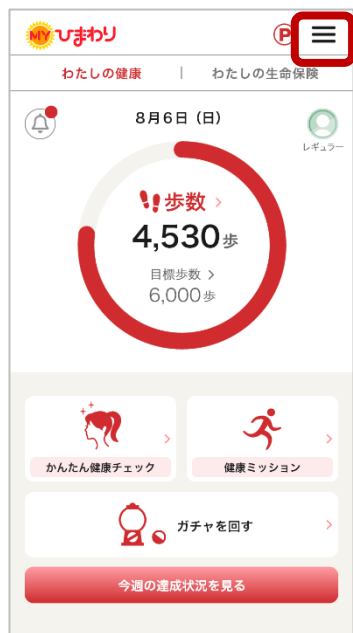 MYひまわり
P
わたしの健康 | わたしの生命保険
8月6日（日）
レギュラー
歩数
4,530歩
目標歩数
6,000歩
かんたん健康チェック
健康ミッション
ガチャを回す
今週の達成状況を見る